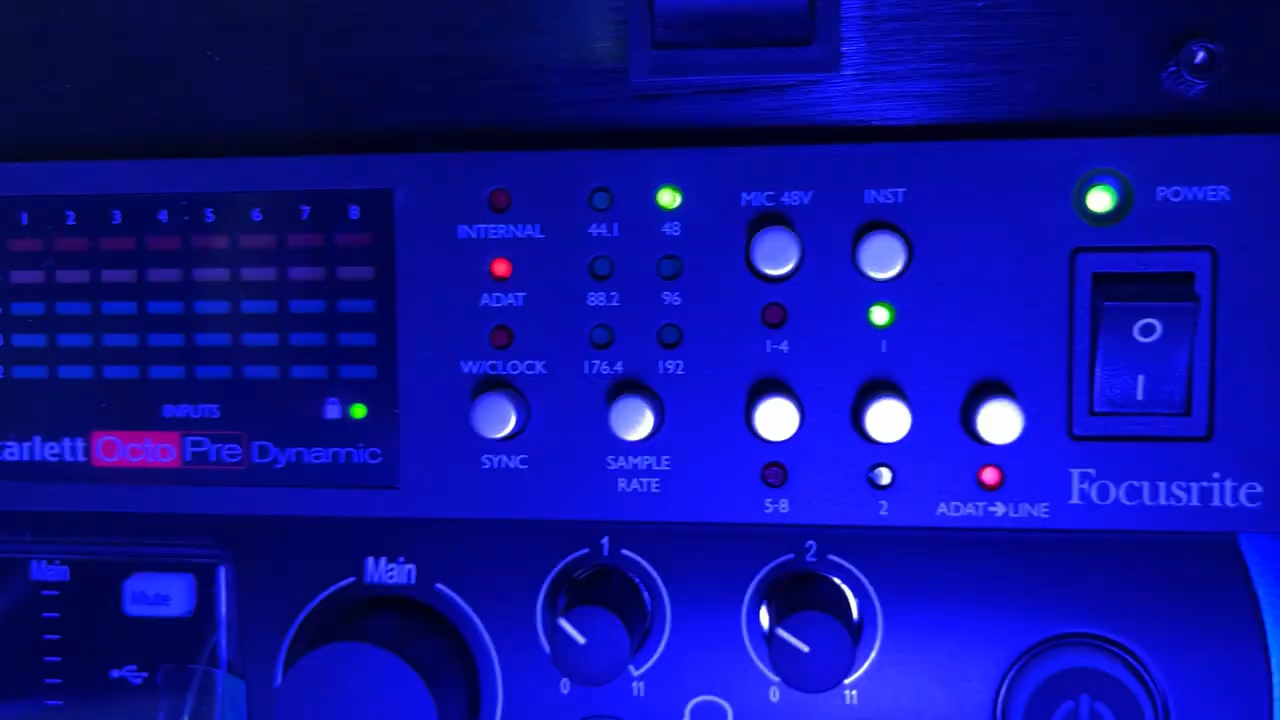 1 2 3 4 5 6 7 8
INTERNAL 44.1 48
MIC 48V INST
POWER
ADAT 88.2 96
1-4 1
W/CLOCK 176.4 192
O
I
INPUTS
carlett OctoPre Dynamic
SYNC SAMPLE RATE
5-8 2 ADAT➔LINE
Focusrite
Main
Mute
Main
1
0 11
2
0 11